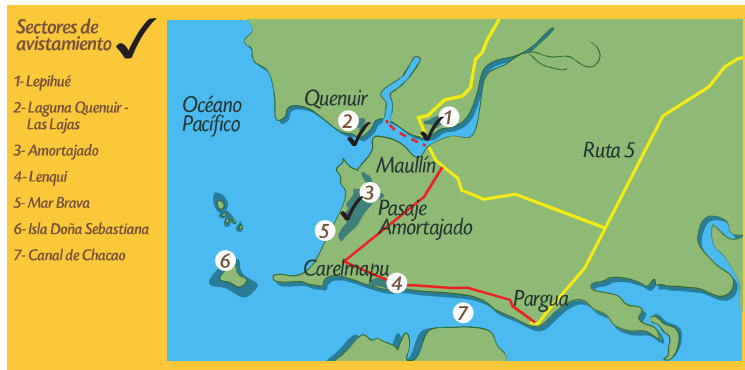 Sectores de
avistamiento
1- Lepihué
2- Laguna Quenuir -
Las Lajas
3- Amortajado
4- Lenqui
5- Mar Brava
6- Isla Doña Sebastiana
7- Canal de Chacao
Océano
Pacífico
Quenuir
2
1
Maullín
Ruta 5
3
Pasaje
Amortajado
5
6
Carelmapu
4
Pargua
7